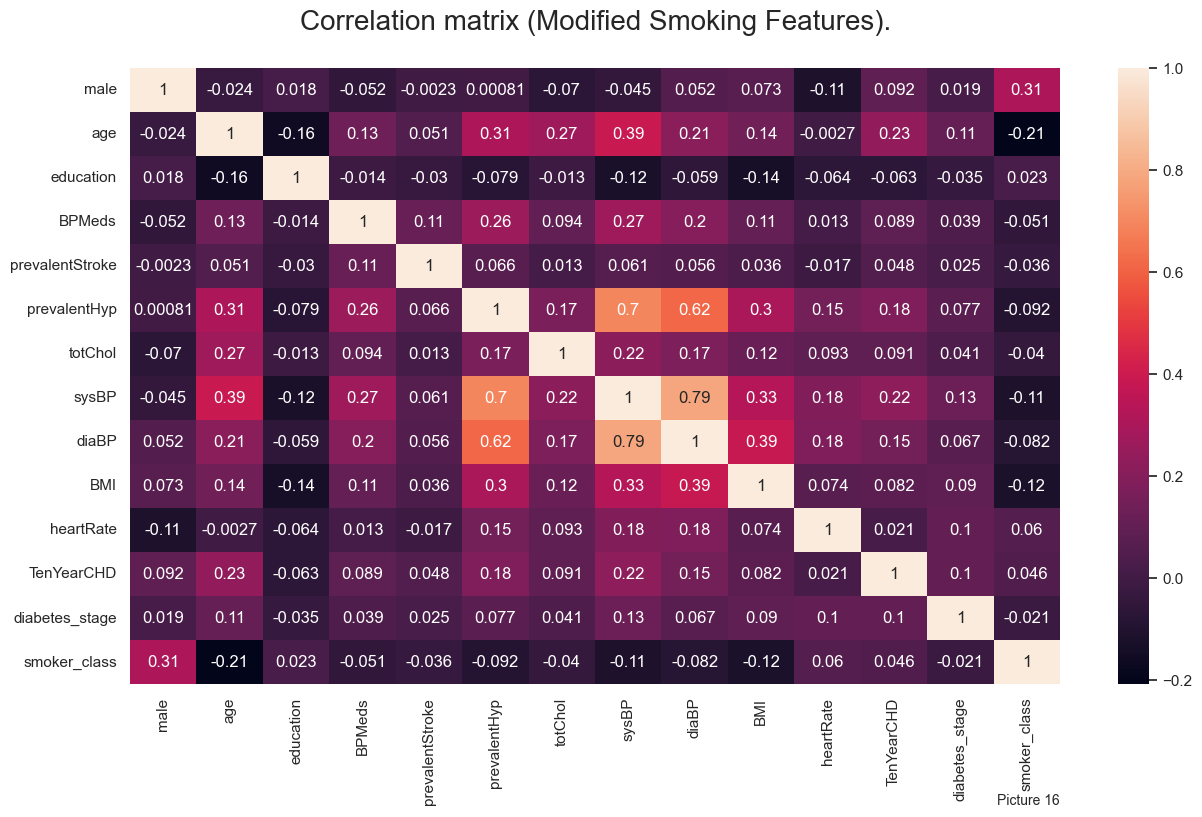 Correlation matrix (Modified Smoking Features).
male 1 -0.024 0.018 -0.052 -0.0023 0.00081 -0.07 -0.045 0.052 0.073 -0.11 0.092 0.019 0.31
age -0.024 1 -0.16 0.13 0.051 0.31 0.27 0.39 0.21 0.14 -0.0027 0.23 0.11 -0.21
education 0.018 -0.16 1 -0.014 -0.03 -0.079 -0.013 -0.12 -0.059 -0.14 -0.064 -0.063 -0.035 0.023
BPMeds -0.052 0.13 -0.014 1 0.11 0.26 0.094 0.27 0.2 0.11 0.013 0.089 0.039 -0.051
prevalentStroke -0.0023 0.051 -0.03 0.11 1 0.066 0.013 0.061 0.056 0.036 -0.017 0.048 0.025 -0.036
prevalentHyp 0.00081 0.31 -0.079 0.26 0.066 1 0.17 0.7 0.62 0.3 0.15 0.18 0.077 -0.092
totChol -0.07 0.27 -0.013 0.094 0.013 0.17 1 0.22 0.17 0.12 0.093 0.091 0.041 -0.04
sysBP -0.045 0.39 -0.12 0.27 0.061 0.7 0.22 1 0.79 0.33 0.18 0.22 0.13 -0.11
diaBP 0.052 0.21 -0.059 0.2 0.056 0.62 0.17 0.79 1 0.39 0.18 0.15 0.067 -0.082
BMI 0.073 0.14 -0.14 0.11 0.036 0.3 0.12 0.33 0.39 1 0.074 0.082 0.09 -0.12
heartRate -0.11 -0.0027 -0.064 0.013 -0.017 0.15 0.093 0.18 0.18 0.074 1 0.021 0.1 0.06
TenYearCHD 0.092 0.23 -0.063 0.089 0.048 0.18 0.091 0.22 0.15 0.082 0.021 1 0.1 0.046
diabetes_stage 0.019 0.11 -0.035 0.039 0.025 0.077 0.041 0.13 0.067 0.09 0.1 0.1 1 -0.021
smoker_class 0.31 -0.21 0.023 -0.051 -0.036 -0.092 -0.04 -0.11 -0.082 -0.12 0.06 0.046 -0.021 1
male age education BPMeds prevalentStroke prevalentHyp totChol sysBP diaBP BMI heartRate TenYearCHD diabetes_stage smoker_class
Picture 16
1.0
0.8
0.6
0.4
0.2
0.0
−0.2